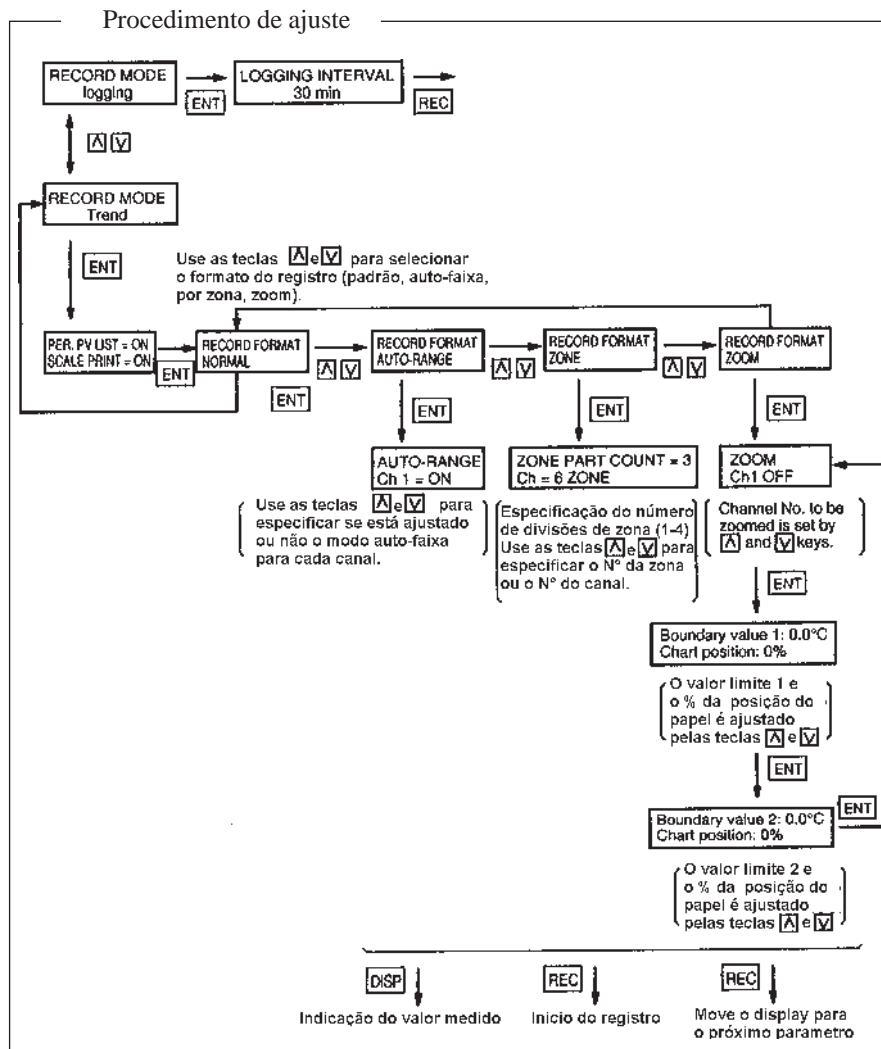 Procedimento de ajuste
RECORD MODE
logging
ENT
LOGGING INTERVAL
30 min
REC
∧ ∨
RECORD MODE
Trend
ENT
Use as teclas ∧ e ∨ para selecionar
o formato do registro (padrão, auto-faixa,
por zona, zoom).
PER. PV LIST = ON
SCALE PRINT = ON
ENT
RECORD FORMAT
NORMAL
ENT
∧ ∨
RECORD FORMAT
AUTO-RANGE
∧ ∨
RECORD FORMAT
ZONE
∧ ∨
RECORD FORMAT
ZOOM
ENT
ENT
ENT
AUTO-RANGE
Ch 1 = ON
Use as teclas ∧ e ∨ para
especificar se está ajustado
ou não o modo auto-faixa
para cada canal.
ZONE PART COUNT = 3
Ch = 6 ZONE
Especificação do número
de divisões de zona (1-4)
Use as teclas ∧ e ∨ para
especificar o Nº da zona
ou o Nº do canal.
ZOOM
Ch1 OFF
Channel No. to be
zoomed is set by
∧ and ∨ keys.
ENT
Boundary value 1: 0.0°C
Chart position: 0%
O valor limite 1 e
o % da posição do
papel é ajustado
pelas teclas ∧ e ∨
ENT
Boundary value 2: 0.0°C
Chart position: 0%
ENT
O valor limite 2 e
o % da posição do
papel é ajustado
pelas teclas ∧ e ∨
DISP
Indicação do valor medido
REC
Inicio do registro
REC
Move o display para
o próximo parametro